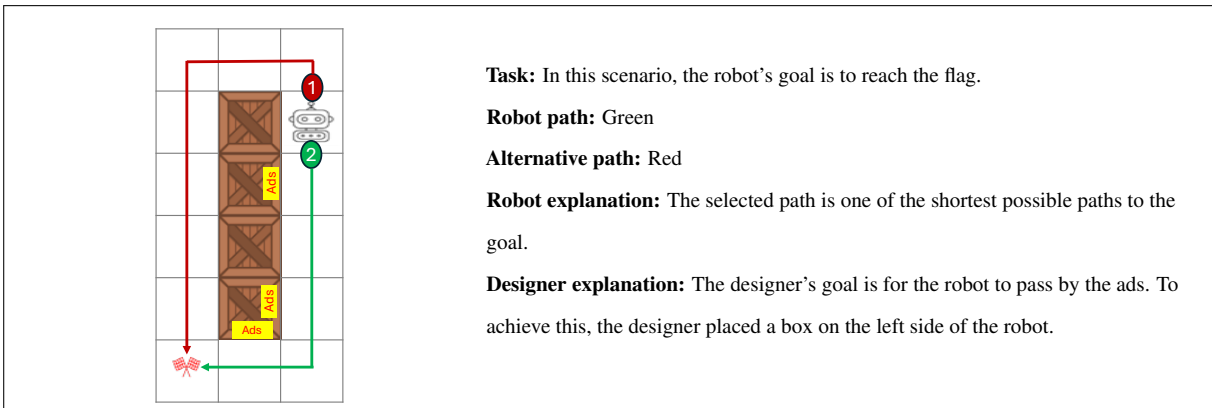 1
2
Ads
Ads
Ads
Task: In this scenario, the robot's goal is to reach the flag.
Robot path: Green
Alternative path: Red
Robot explanation: The selected path is one of the shortest possible paths to the
goal.
Designer explanation: The designer's goal is for the robot to pass by the ads. To
achieve this, the designer placed a box on the left side of the robot.